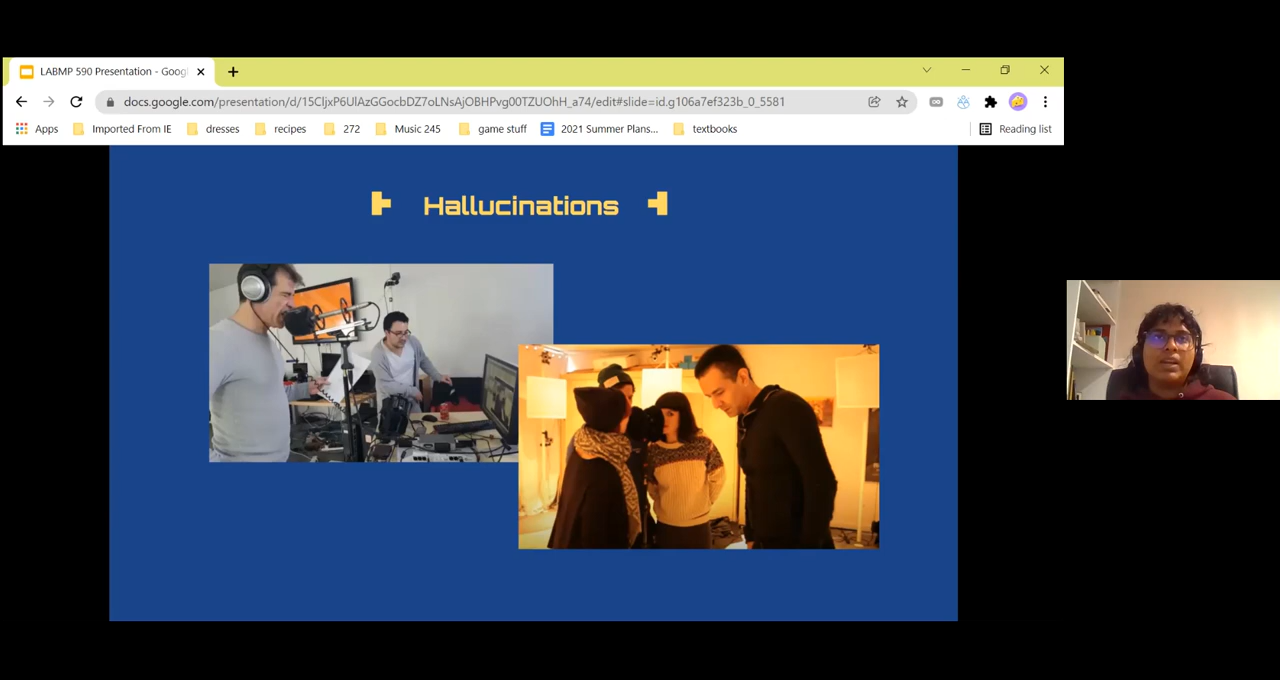 LABMP 590 Presentation - Goog
docs.google.com/presentation/d/15CljxP6UlAzGGocbDZ7oLNsAjOBHPvg00TZUOhH_a74/edit#slide=id.g106a7ef323b_0_5581
Apps Imported From IE dresses recipes 272 Music 245 game stuff 2021 Summer Plans... textbooks Reading list
Hallucinations